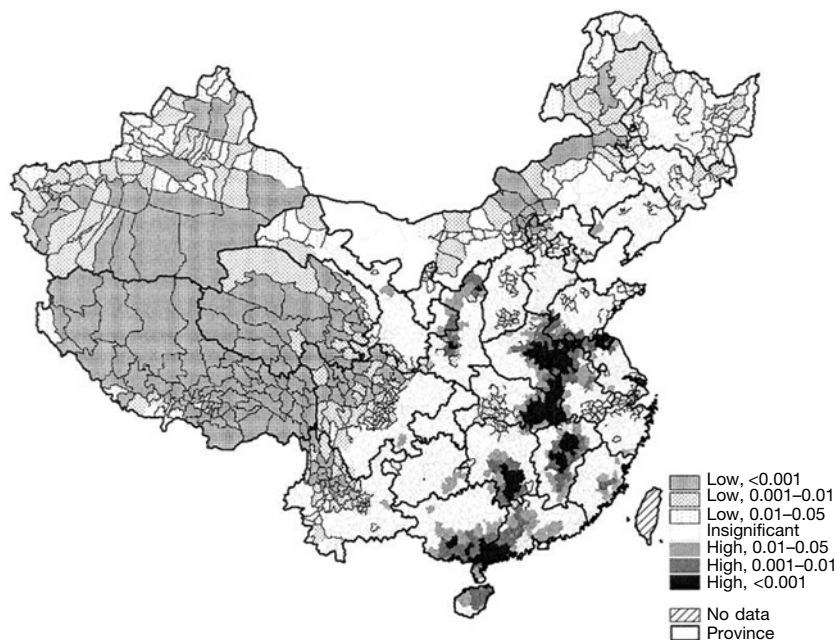 Low, <0.001
Low, 0.001–0.01
Low, 0.01–0.05
Insignificant
High, 0.01–0.05
High, 0.001–0.01
High, <0.001
No data
Province